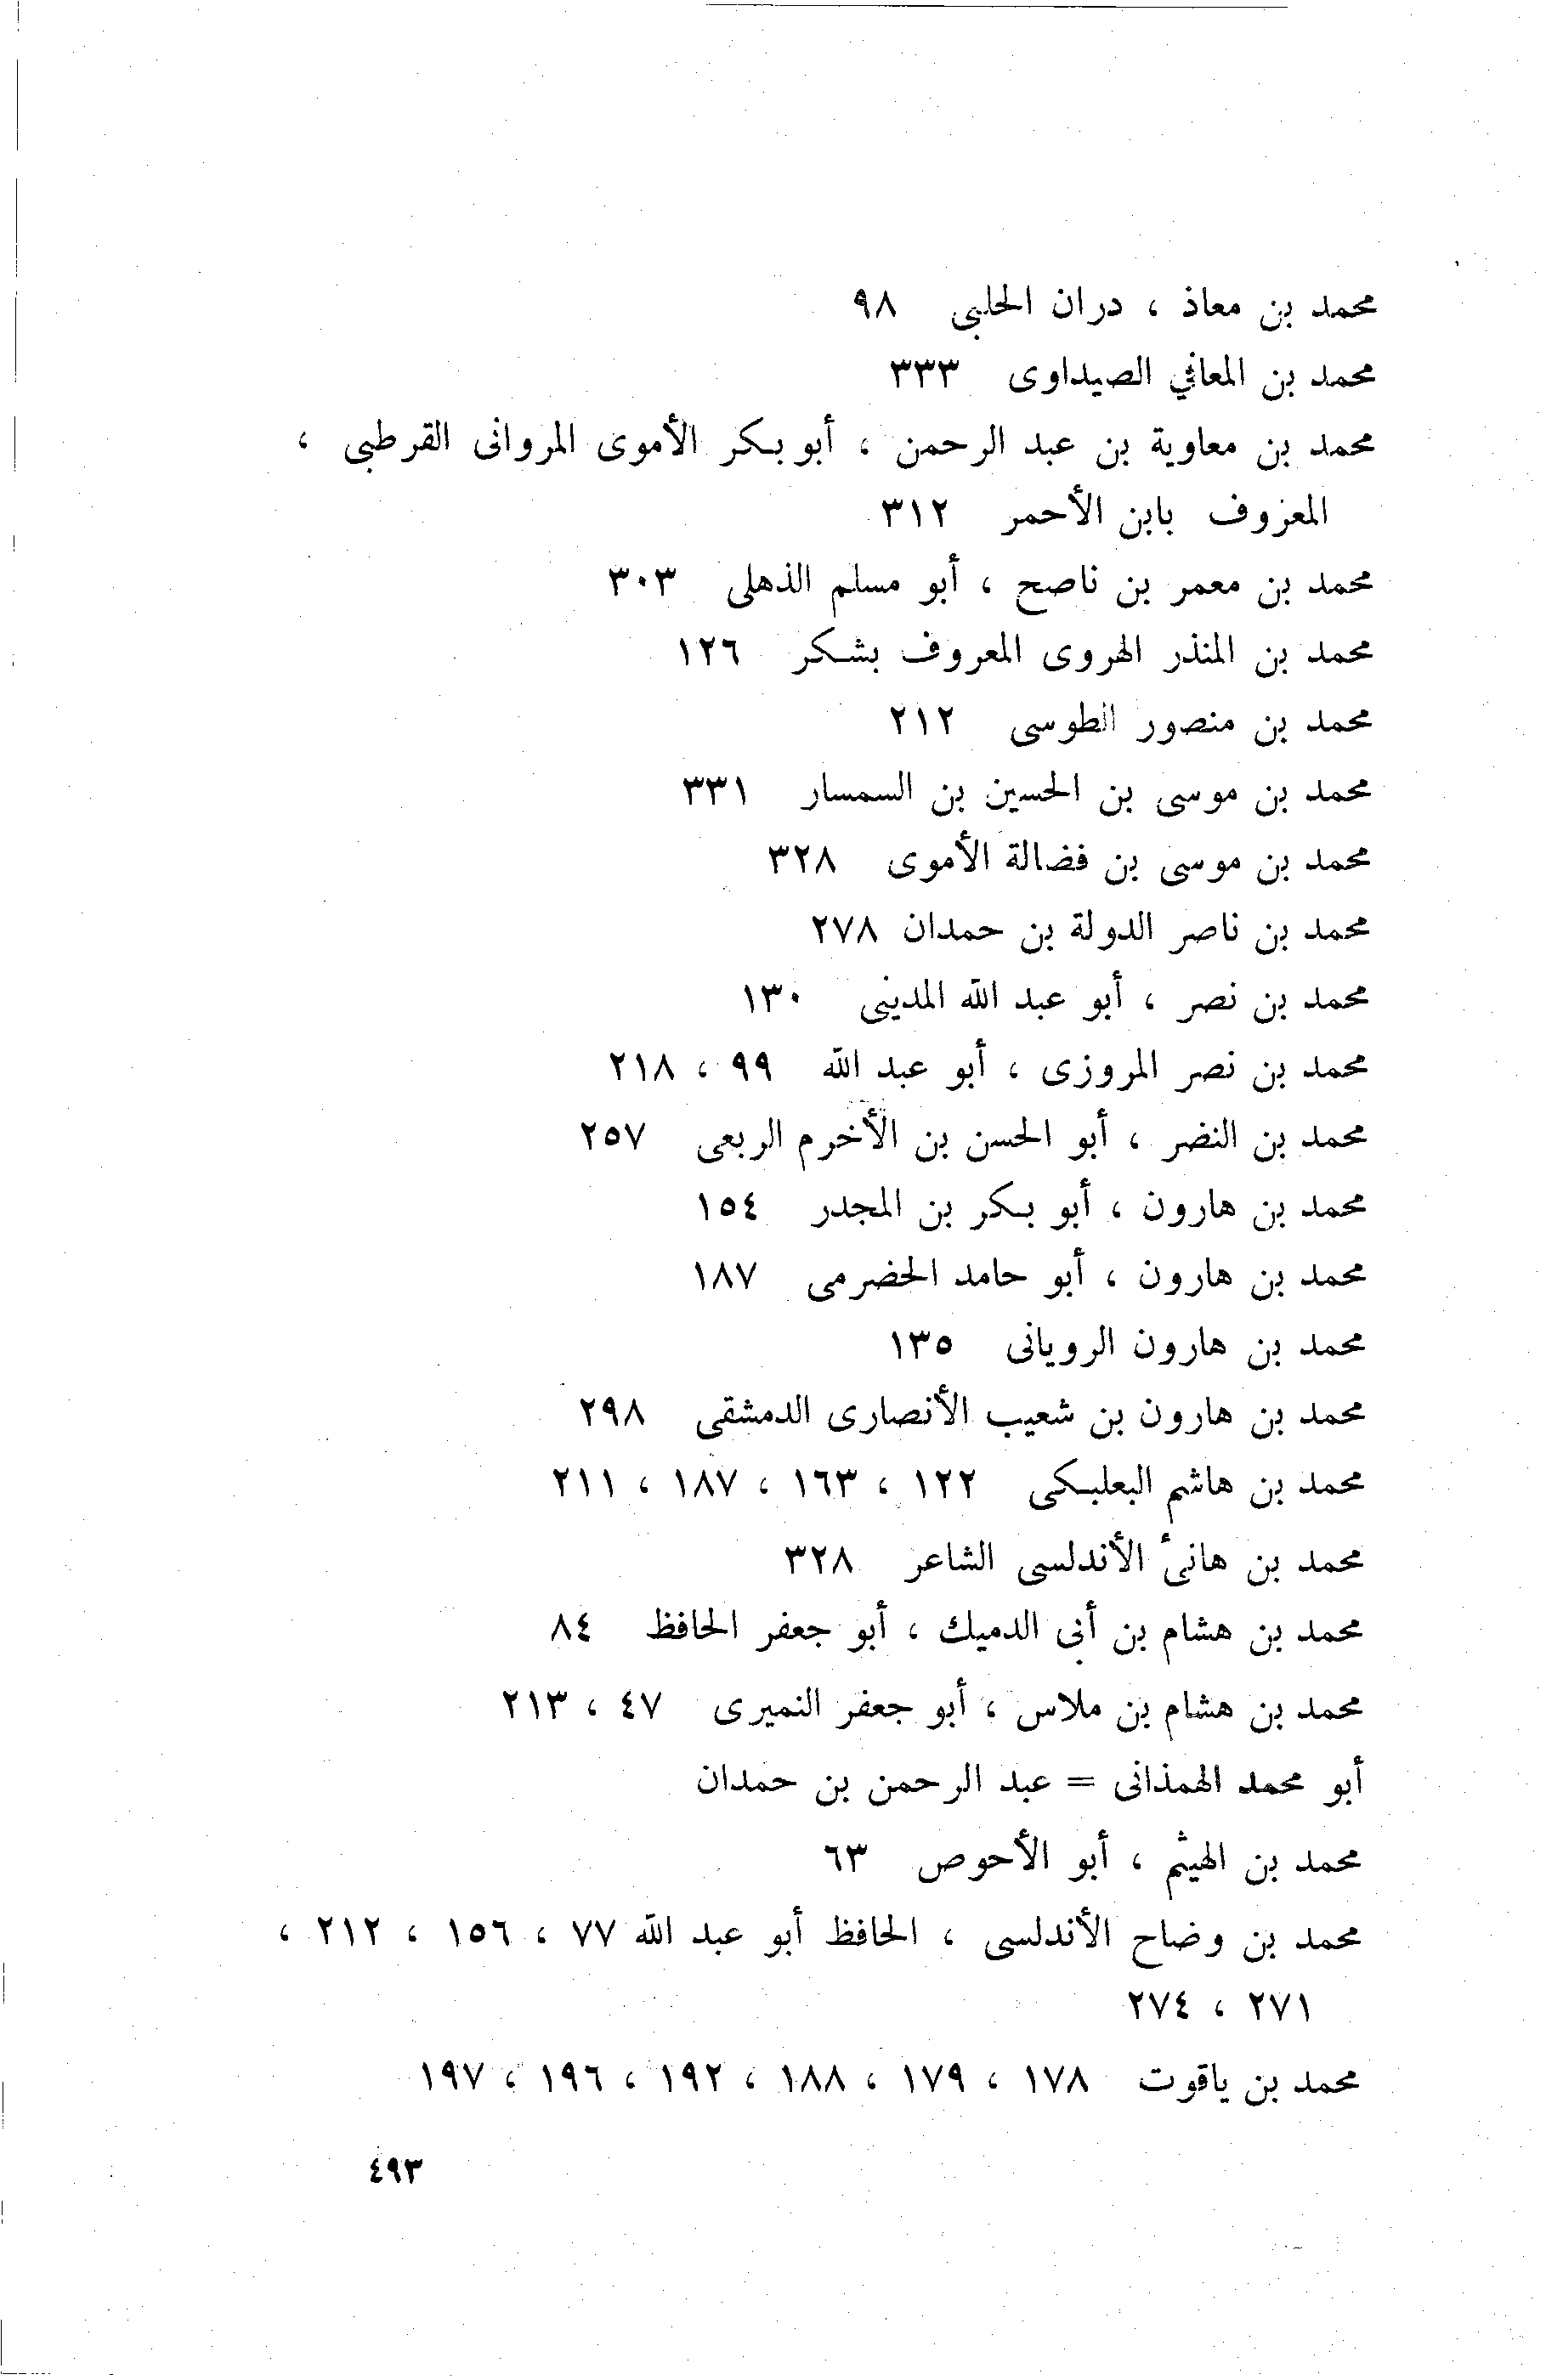 محمد بن معاذ ، دران الحلبى ٩٨
محمد بن المعافي الصيداوى ٣٣٣
محمد بن معاوية بن عبد الرحمن ، أبو بكر الأموى المروانى القرطبى ،
المعزوف بابن الأحمر ٣١٢
محمد بن معمر بن ناصح ، أبو مسلم الذهلى ٣٠٣
محمد بن المنذر الهروى المعروف بشكر ١٢٦
محمد بن منصور الطوسى ٢١٢
محمد بن موسى بن الحسين بن السمسار ٣٣١
محمد بن موسى بن فضالة الأموى ٣٢٨
محمد بن ناصر الدولة بن حمدان ٢٧٨
محمد بن نصر ، أبو عبد الله المدينى ١٣٠
محمد بن نصر المروزى ، أبو عبد الله ٩٩ ، ٢١٨
محمد بن النضر ، أبو الحسن بن الأخرم الربعى ٢٥٧
محمد بن هارون ، أبو بكر بن المجدر ١٥٤
محمد بن هارون ، أبو حامد الحضرمى ١٨٧
محمد بن هارون الرويانى ١٣٥
محمد بن هارون بن شعيب الأنصارى الدمشقى ٢٩٨
محمد بن هاشم البعلبكى ١٢٢ ، ١٦٣ ، ١٨٧ ، ٢١١
محمد بن هانئ الأندلسى الشاعر ٣٢٨
محمد بن هشام بن أبى الدميك ، أبو جعفر الحافظ ٨٤
محمد بن هشام بن ملاس ، أبو جعفر النميرى ٤٧ ، ٢١٣
أبو محمد الهمذانى = عبد الرحمن بن حمدان
محمد بن الهيثم ، أبو الأحوص ٦٣
محمد بن وضاح الأندلسى ، الحافظ أبو عبد الله ٧٧ ، ١٥٦ ، ٢١٢ ،
٢٧١ ، ٢٧٤
محمد بن ياقوت ١٧٨ ، ١٧٩ ، ١٨٨ ، ١٩٢ ، ١٩٦ ، ١٩٧
٤٩٣